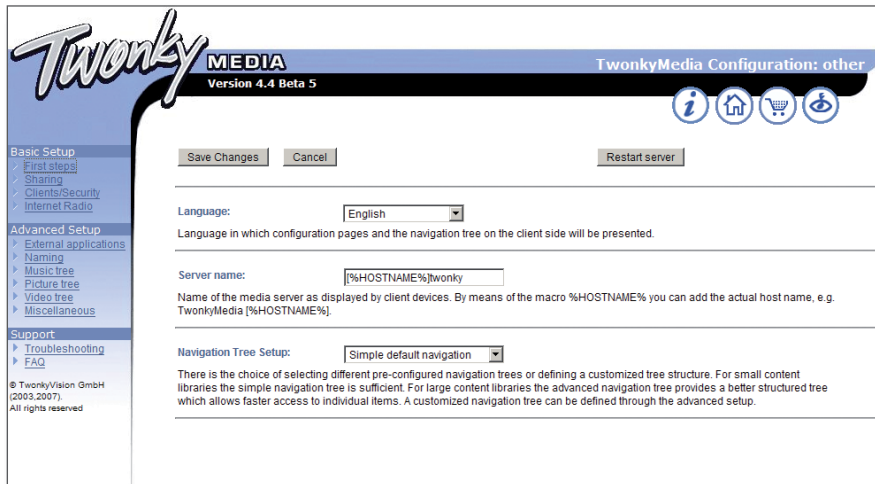 Twonky
MEDIA
Version 4.4 Beta 5
TwonkyMedia Configuration: other
Basic Setup
First steps
Sharing
Clients/Security
Internet Radio
Advanced Setup
External applications
Naming
Music tree
Picture tree
Video tree
Miscellaneous
Support
Troubleshooting
FAQ
© TwonkyVision GmbH
(2003,2007).
All rights reserved
Save Changes Cancel Restart server
Language: English
Language in which configuration pages and the navigation tree on the client side will be presented.
Server name: [%HOSTNAME%]twonky
Name of the media server as displayed by client devices. By means of the macro %HOSTNAME% you can add the actual host name, e.g.
TwonkyMedia [%HOSTNAME%].
Navigation Tree Setup: Simple default navigation
There is the choice of selecting different pre-configured navigation trees or defining a customized tree structure. For small content
libraries the simple navigation tree is sufficient. For large content libraries the advanced navigation tree provides a better structured tree
which allows faster access to individual items. A customized navigation tree can be defined through the advanced setup.